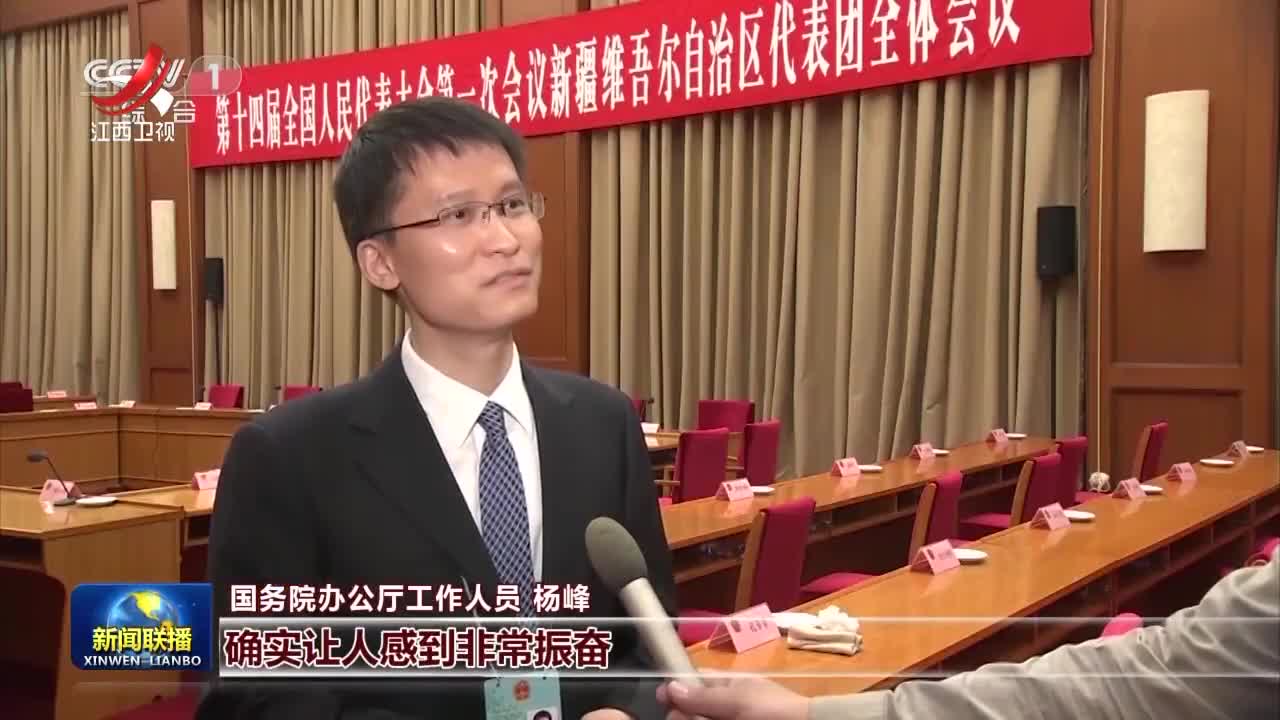 CCTV 1
综合
江西卫视
第十四届全国人民代表大会第一次会议新疆维吾尔自治区代表团全体会议
国务院办公厅工作人员 杨峰
新闻联播
XINWEN LIANBO
确实让人感到非常振奋